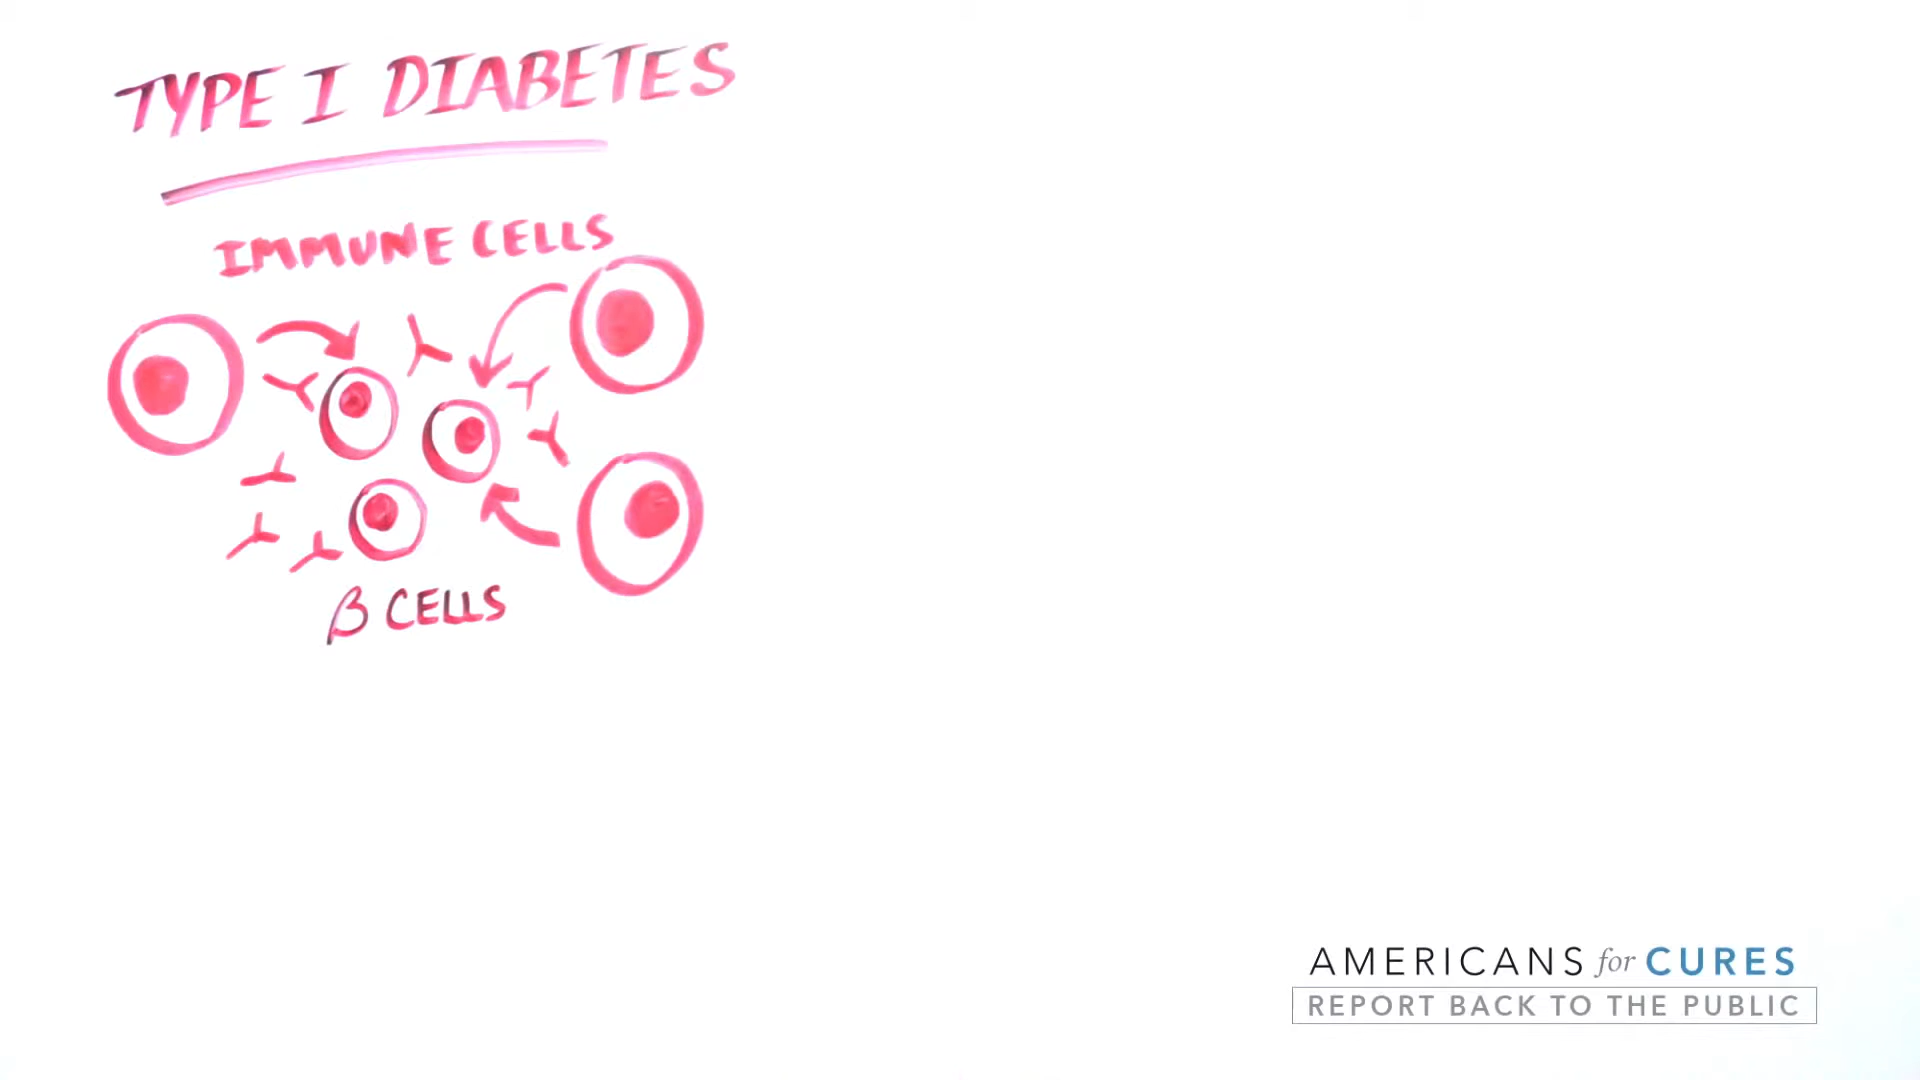 TYPE I DIABETES
IMMUNE CELLS
β CELLS
AMERICANS for CURES
REPORT BACK TO THE PUBLIC